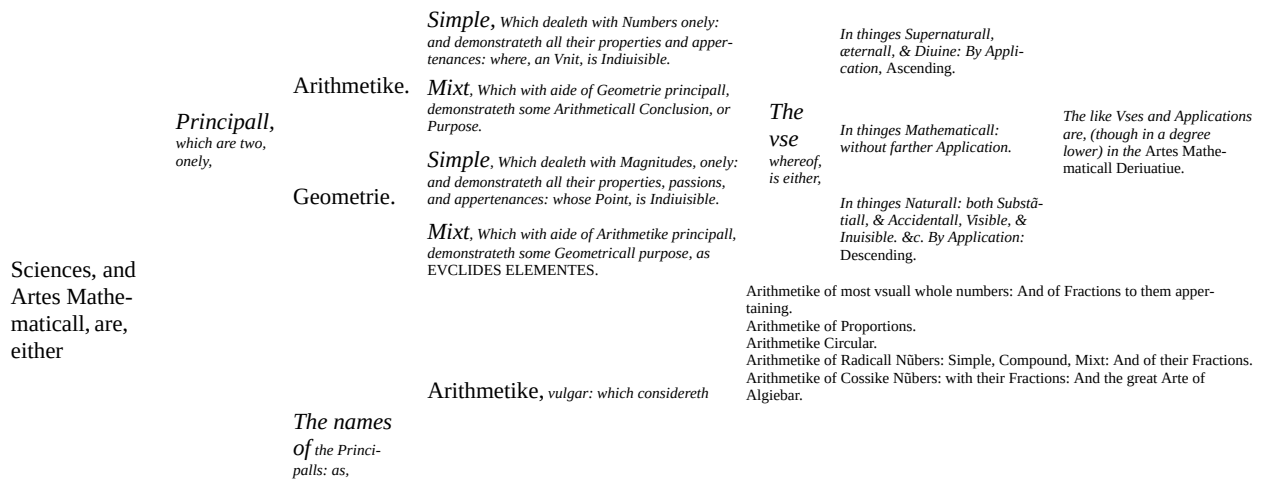 Sciences, and
Artes Mathe-
maticall, are,
either
Principall,
which are two,
onely,
Arithmetike.
Simple, Which dealeth with Numbers onely:
and demonstrateth all their properties and apper-
tenances: where, an Vnit, is Indiuisible.
Mixt, Which with aide of Geometrie principall,
demonstrateth some Arithmeticall Conclusion, or
Purpose.
Geometrie.
Simple, Which dealeth with Magnitudes, onely:
and demonstrateth all their properties, passions,
and appertenances: whose Point, is Indiuisible.
Mixt, Which with aide of Arithmetike principall,
demonstrateth some Geometricall purpose, as
EVCLIDES ELEMENTES.
The
vse
whereof,
is either,
In thinges Supernaturall,
æternall, & Diuine: By Appli-
cation, Ascending.
In thinges Mathematicall:
without farther Application.
In thinges Naturall: both Substã-
tiall, & Accidentall, Visible, &
Inuisible. &c. By Application:
Descending.
The like Vses and Applications
are, (though in a degree
lower) in the Artes Mathe-
maticall Deriuatiue.
The names
of the Princi-
palls: as,
Arithmetike, vulgar: which considereth
Arithmetike of most vsuall whole numbers: And of Fractions to them apper-
taining.
Arithmetike of Proportions.
Arithmetike Circular.
Arithmetike of Radicall Nũbers: Simple, Compound, Mixt: And of their Fractions.
Arithmetike of Cossike Nũbers: with their Fractions: And the great Arte of
Algiebar.